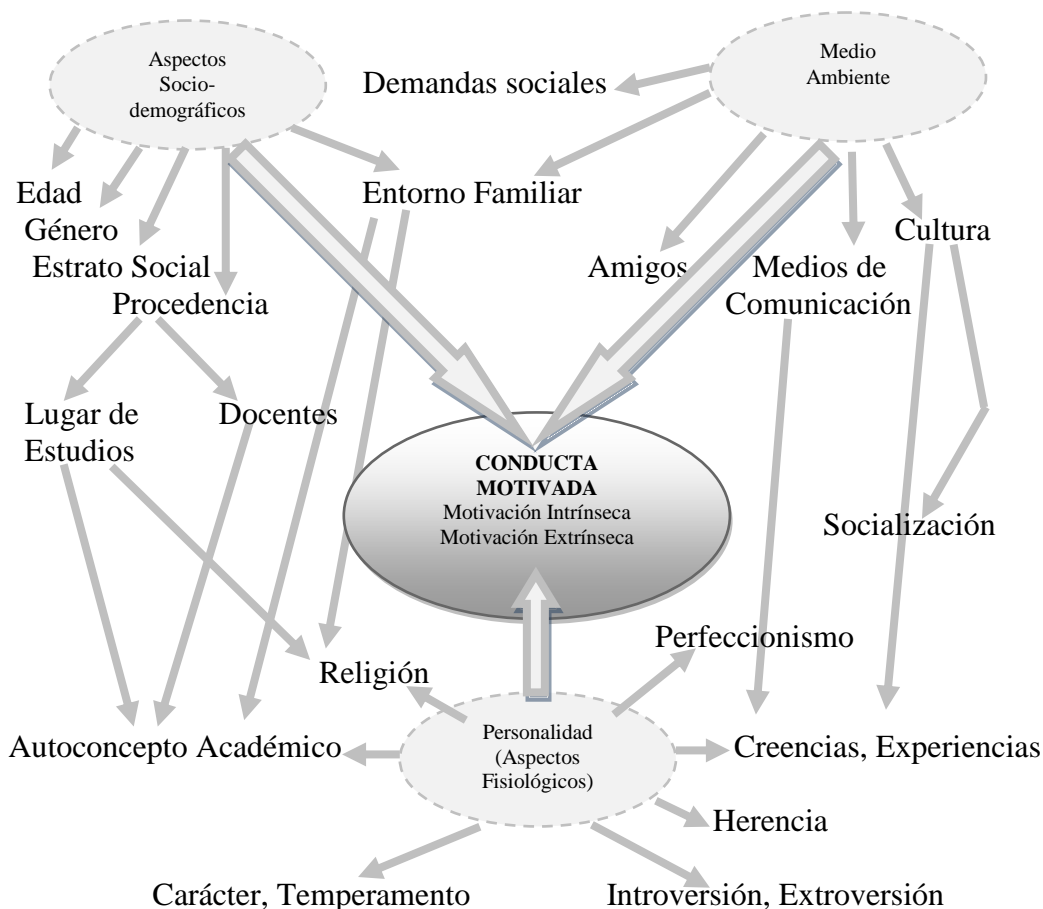 Aspectos
Socio-
demográficos
Medio
Ambiente
Demandas sociales
Edad
Género
Estrato Social
Procedencia
Entorno Familiar
Cultura
Amigos
Medios de
Comunicación
Lugar de
Estudios
Docentes
CONDUCTA
MOTIVADA
Motivación Intrínseca
Motivación Extrínseca
Socialización
Perfeccionismo
Religión
Autoconcepto Académico
Personalidad
(Aspectos
Fisiológicos)
Creencias, Experiencias
Herencia
Carácter, Temperamento
Introversión, Extroversión